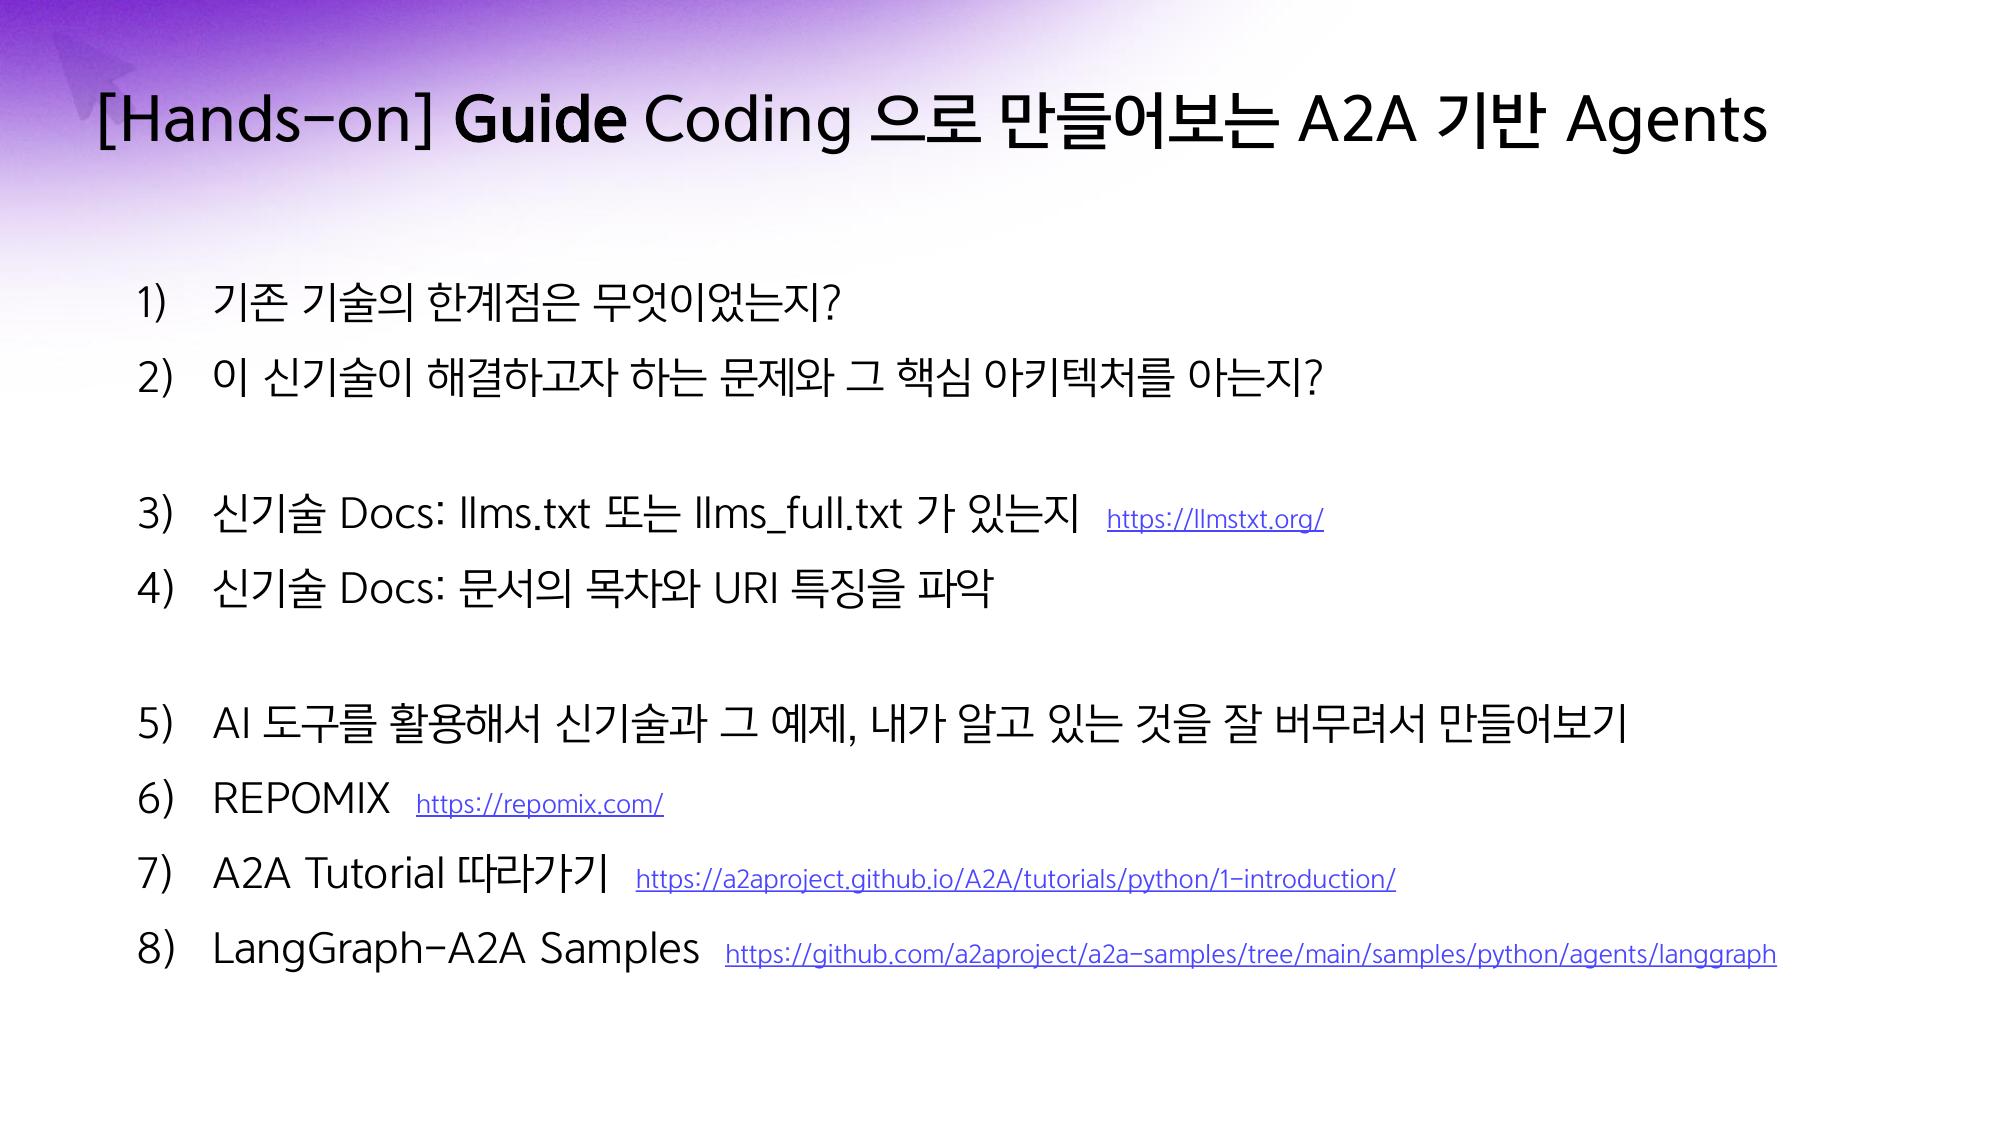 [Hands-on] Guide Coding 으로 만들어보는 A2A 기반 Agents
1) 기존 기술의 한계점은 무엇이었는지?
2) 이 신기술이 해결하고자 하는 문제와 그 핵심 아키텍처를 아는지?
3) 신기술 Docs: llms.txt 또는 llms_full.txt 가 있는지 https://llmstxt.org/
4) 신기술 Docs: 문서의 목차와 URI 특징을 파악
5) AI 도구를 활용해서 신기술과 그 예제, 내가 알고 있는 것을 잘 버무려서 만들어보기
6) REPOMIX https://repomix.com/
7) A2A Tutorial 따라가기 https://a2aproject.github.io/A2A/tutorials/python/1-introduction/
8) LangGraph-A2A Samples https://github.com/a2aproject/a2a-samples/tree/main/samples/python/agents/langgraph